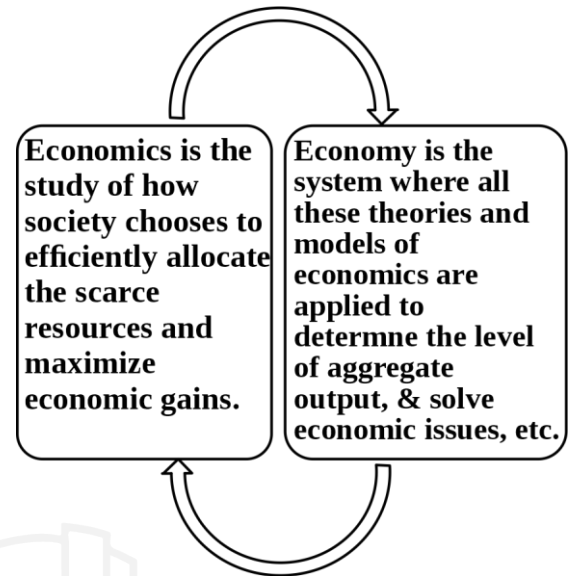 Economics is the
study of how
society chooses to
efficiently allocate
the scarce
resources and
maximize
economic gains.
Economy is the
system where all
these theories and
models of
economics are
applied to
determne the level
of aggregate
output, & solve
economic issues, etc.